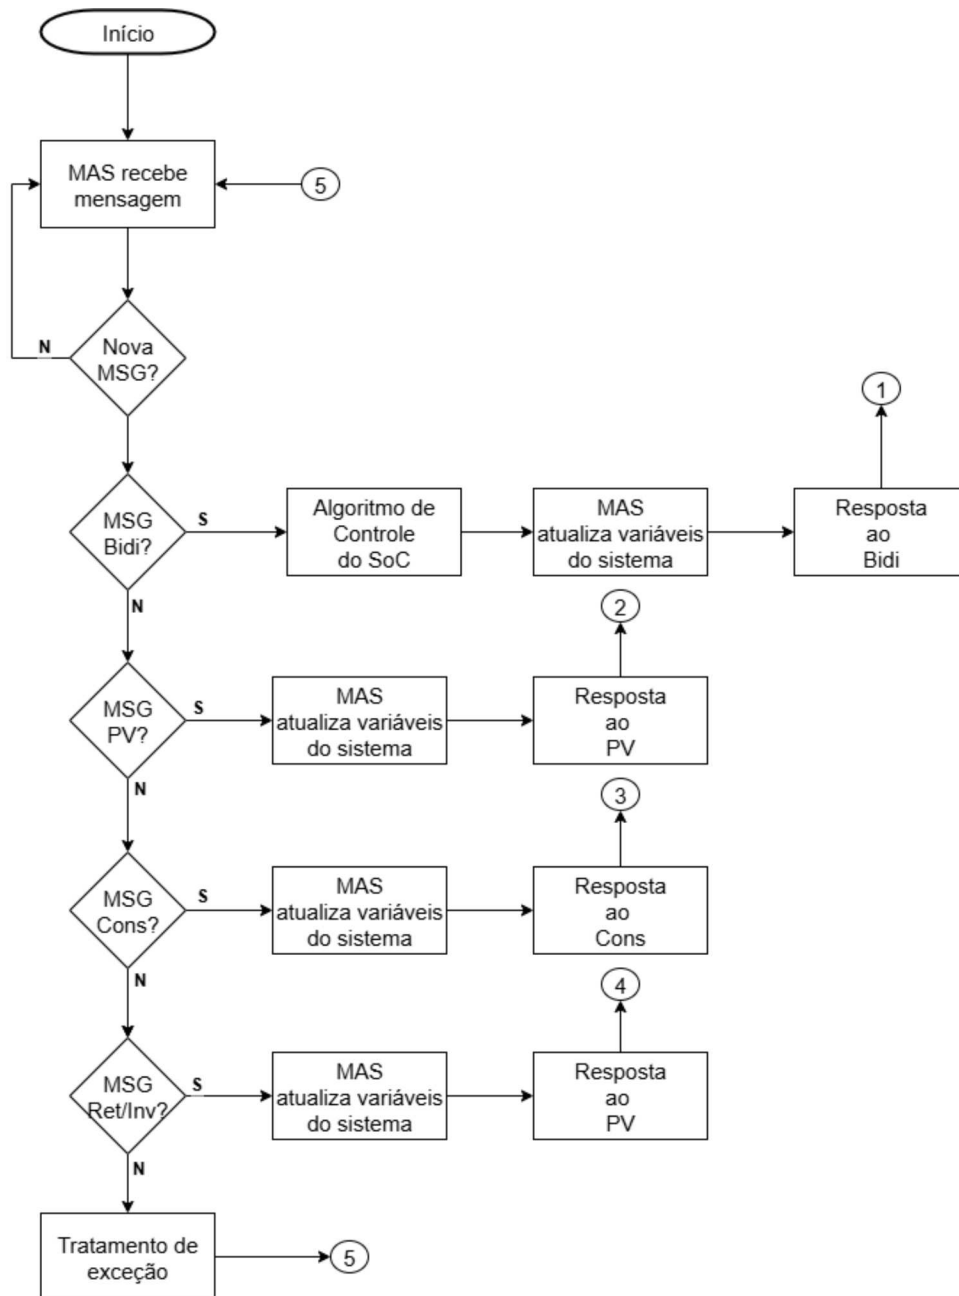 Início
MAS recebe
mensagem
5
N
Nova
MSG?
1
MSG
Bidi?
S
Algoritmo de
Controle
do SoC
MAS
atualiza variáveis
do sistema
Resposta
ao
Bidi
N
2
MSG
PV?
S
MAS
atualiza variáveis
do sistema
Resposta
ao
PV
N
3
MSG
Cons?
S
MAS
atualiza variáveis
do sistema
Resposta
ao
Cons
N
4
MSG
Ret/Inv?
S
MAS
atualiza variáveis
do sistema
Resposta
ao
PV
N
Tratamento de
exceção
5